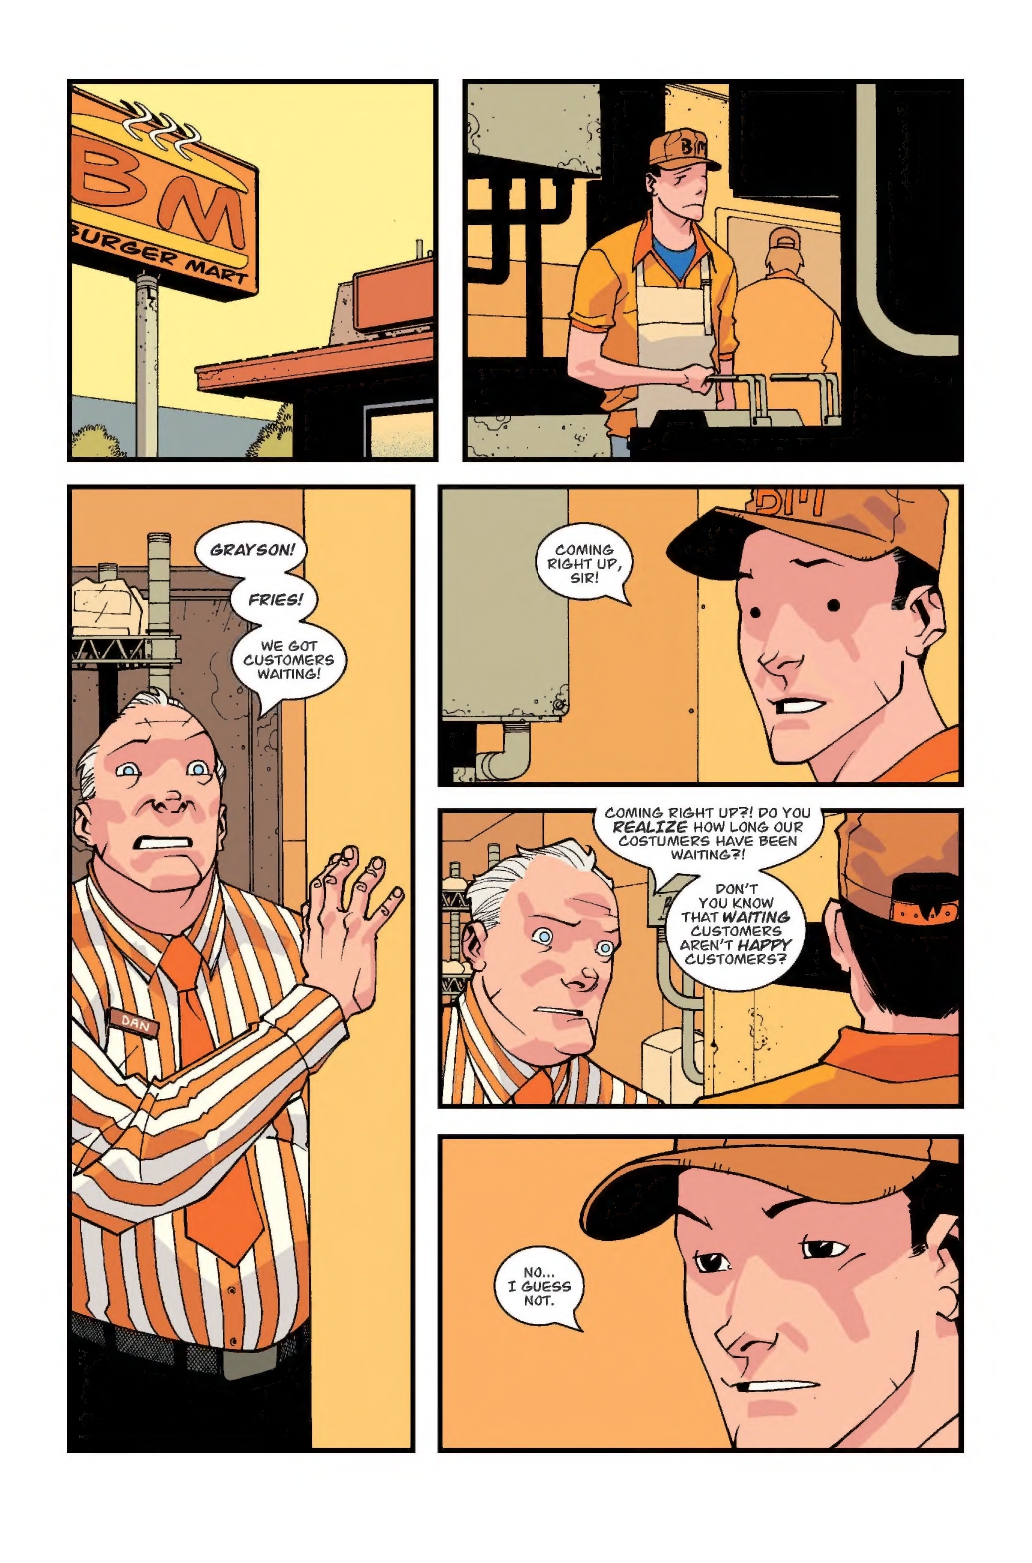 BM
BURGER MART
BM
GRAYSON!
FRIES!
WE GOT
CUSTOMERS
WAITING!
DAN
BM
COMING
RIGHT UP,
SIR!
COMING RIGHT UP?! DO YOU
REALIZE HOW LONG OUR
COSTUMERS HAVE BEEN
WAITING?!
DON'T
YOU KNOW
THAT WAITING
CUSTOMERS
AREN'T HAPPY
CUSTOMERS?
NO...
I GUESS
NOT.